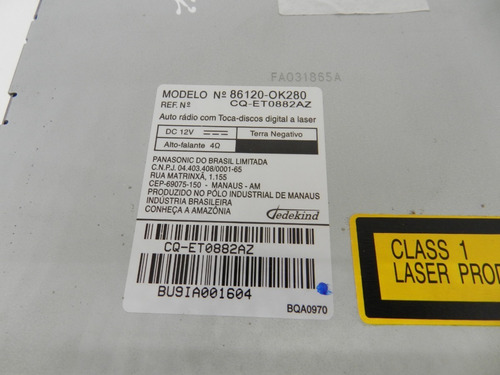 FA031865A
MODELO Nº 86120-OK280
REF. Nº CQ-ET0882AZ
Auto rádio com Toca-discos digital a laser
DC 12V Terra Negativo
Alto-falante 4Ω
PANASONIC DO BRASIL LIMITADA
C.N.P.J. 04.403.408/0001-65
RUA MATRINXÃ, 1.155
CEP-69075-150 - MANAUS - AM
PRODUZIDO NO PÓLO INDUSTRIAL DE MANAUS
INDÚSTRIA BRASILEIRA
CONHEÇA A AMAZÔNIA
Jedekind
CQ-ET0882AZ
BU9IA001604
BQA0970
CLASS 1
LASER PROD